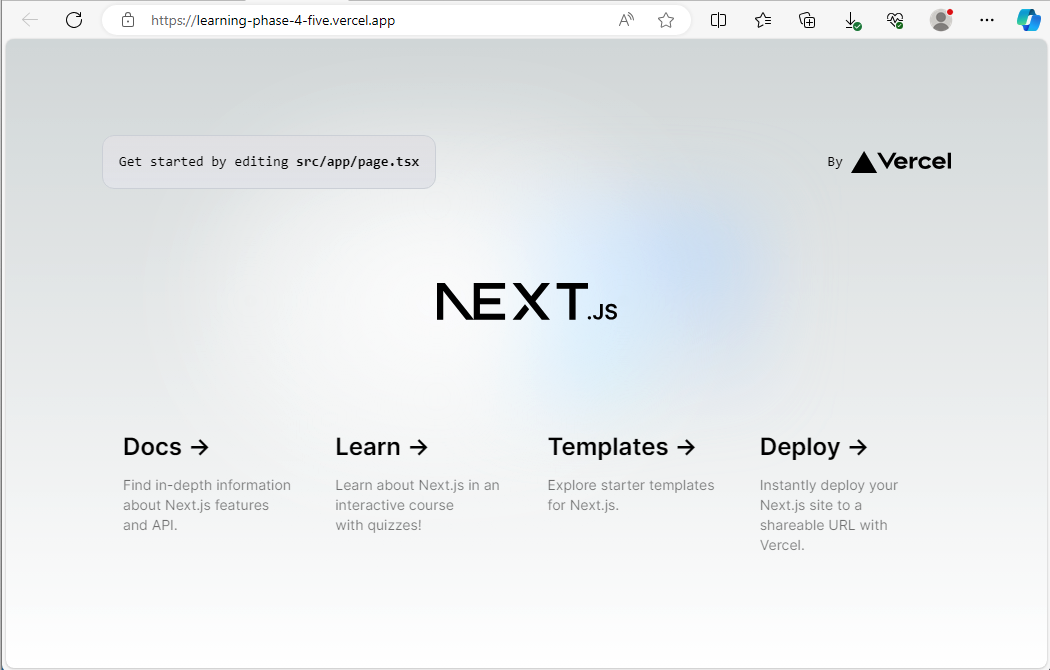 https://learning-phase-4-five.vercel.app
Get started by editing src/app/page.tsx
By Vercel
NEXT.JS
Docs →
Find in-depth information
about Next.js features
and API.
Learn →
Learn about Next.js in an
interactive course
with quizzes!
Templates →
Explore starter templates
for Next.js.
Deploy →
Instantly deploy your
Next.js site to a
shareable URL with
Vercel.